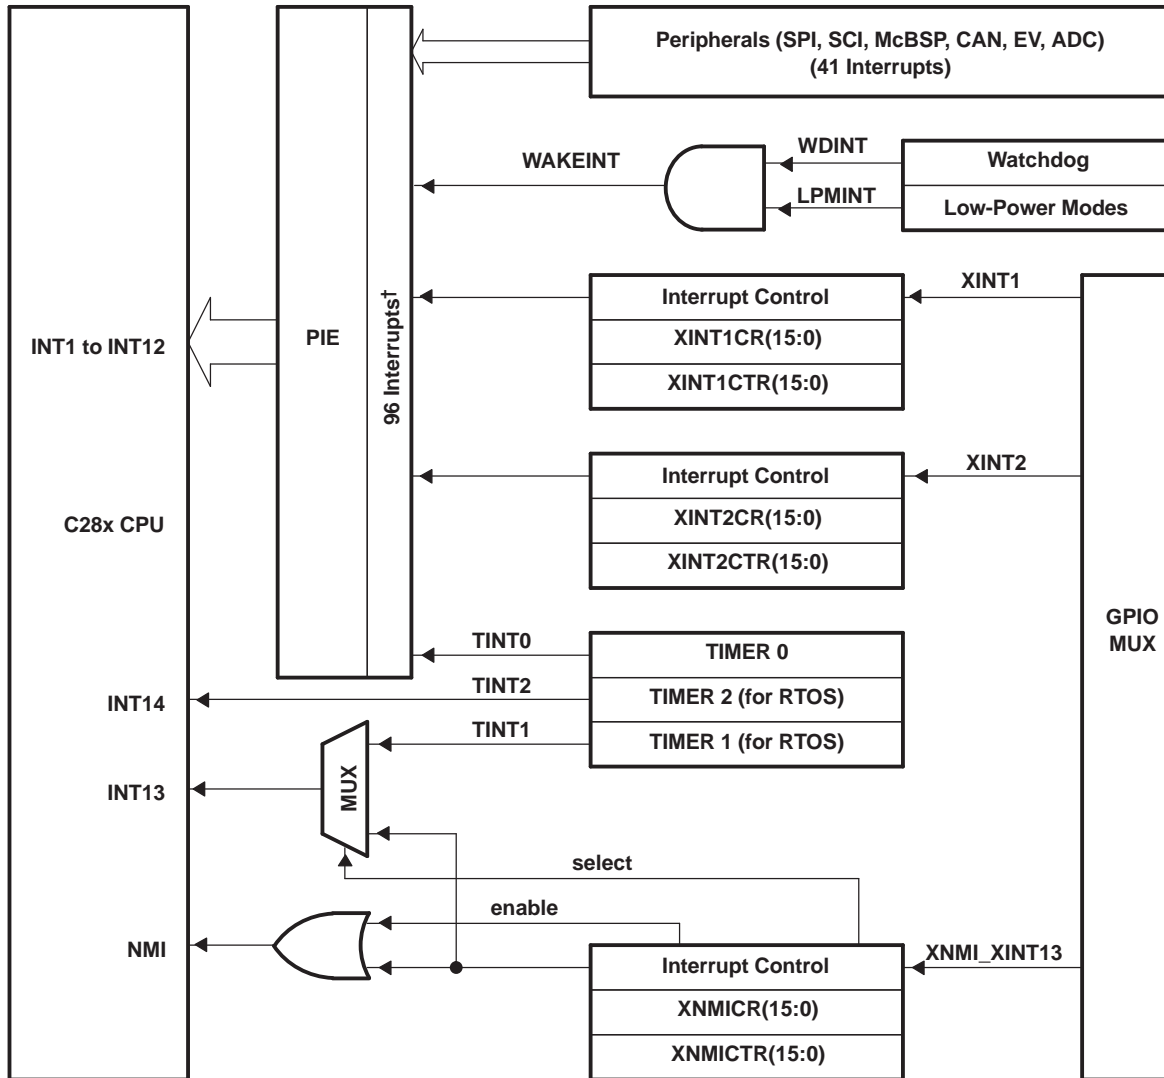 Peripherals (SPI, SCI, McBSP, CAN, EV, ADC)
(41 Interrupts)
WDINT
Watchdog
WAKEINT
LPMINT
Low-Power Modes
XINT1
Interrupt Control
XINT1CR(15:0)
XINT1CTR(15:0)
INT1 to INT12
PIE
96 Interrupts†
XINT2
Interrupt Control
XINT2CR(15:0)
XINT2CTR(15:0)
C28x CPU
GPIO
MUX
TINT0
TIMER 0
TINT2
TIMER 2 (for RTOS)
INT14
TINT1
TIMER 1 (for RTOS)
INT13
MUX
select
enable
NMI
XNMI_XINT13
Interrupt Control
XNMICR(15:0)
XNMICTR(15:0)